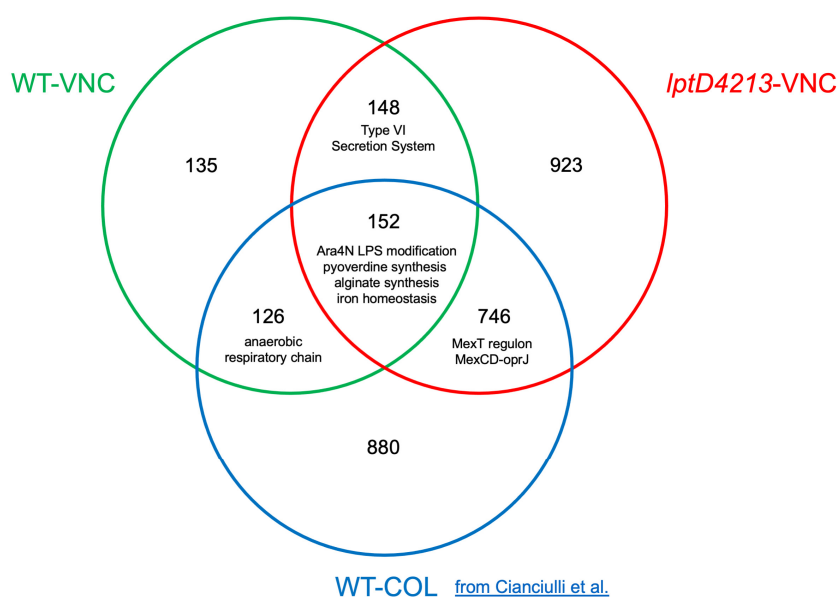 WT-VNC
lptD4213-VNC
148
Type VI
Secretion System
135
923
152
Ara4N LPS modification
pyoverdine synthesis
alginate synthesis
iron homeostasis
126
anaerobic
respiratory chain
746
MexT regulon
MexCD-oprJ
880
WT-COL from Cianciulli et al.